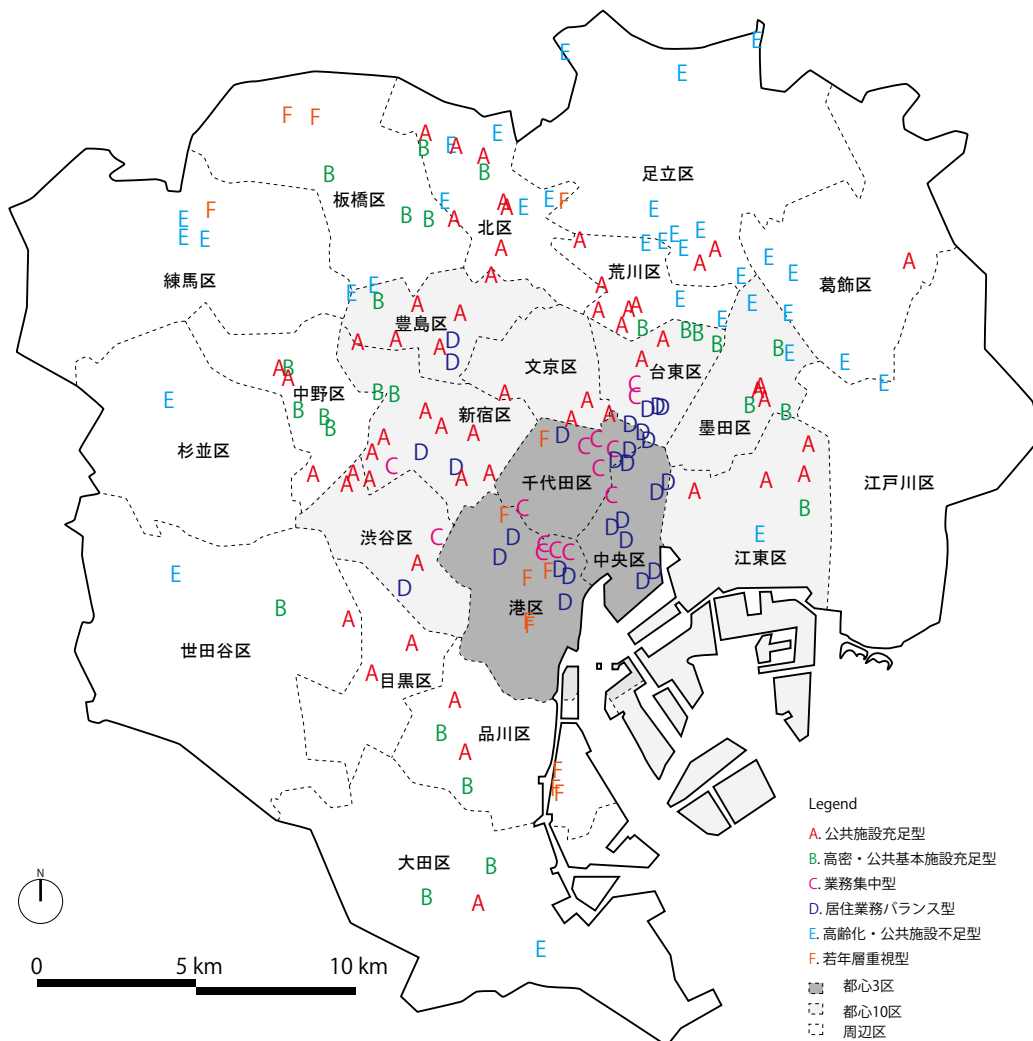 E
E
E
F F
A E
B E A A
B
B 板橋区
足立区
F E E A A E E F
E E B B A 北区
E E E E E E E A
練馬区 A A 荒川区 A E A
A E E E 葛飾区
E E B A A A A E E E
豊島区 A A B B B E
A A A D D A B E
A B A 中野区 文京区 A 台東区 E E
E B B A C C A A A B A
B B B 新宿区 A A A A D D D D B 墨田区
杉並区 A A A F D C C C D D D A
A A A A C D D A A C D D A A 江戸川区
千代田区 C D D A
F C B
渋谷区 C D D D E
A D C C C C 中央区 江東区
E D D F F D D D D
B 港区
世田谷区 A A F F
A 目黒区
A
B 品川区
A
B F F F
大田区 B
B A
E
N
0 5 km 10 km
Legend
A. 公共施設充足型
B. 高密・公共基本施設充足型
C. 業務集中型
D. 居住業務バランス型
E. 高齢化・公共施設不足型
F. 若年層重視型
都心3区
都心10区
周辺区